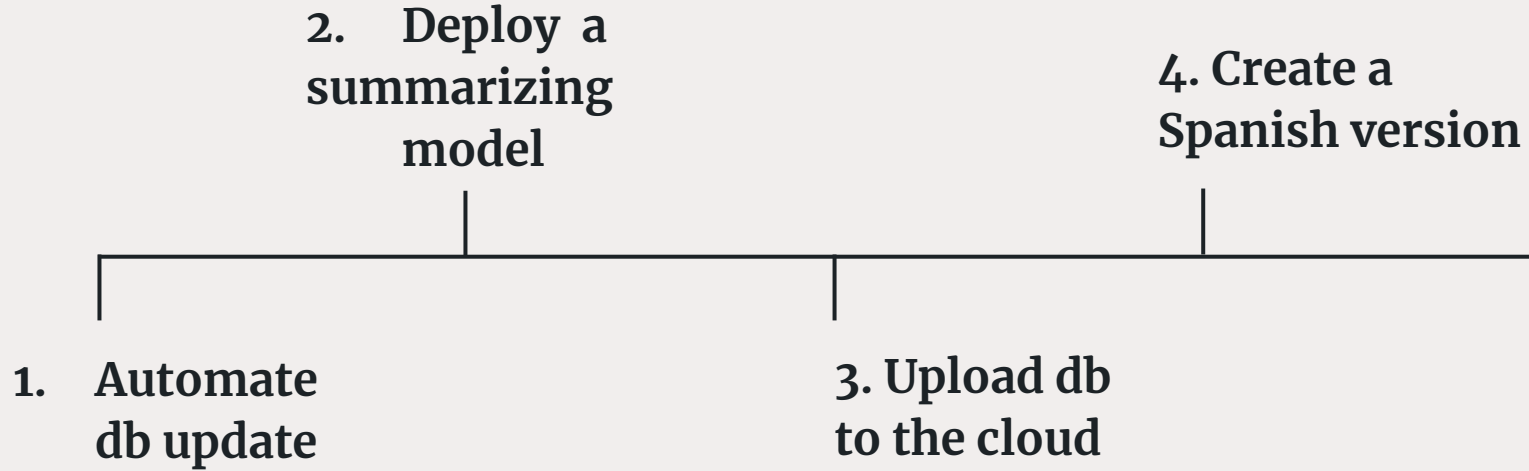 2. Deploy a
summarizing
model
4. Create a
Spanish version
1. Automate
db update
3. Upload db
to the cloud